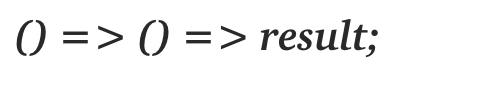 () => () => result;